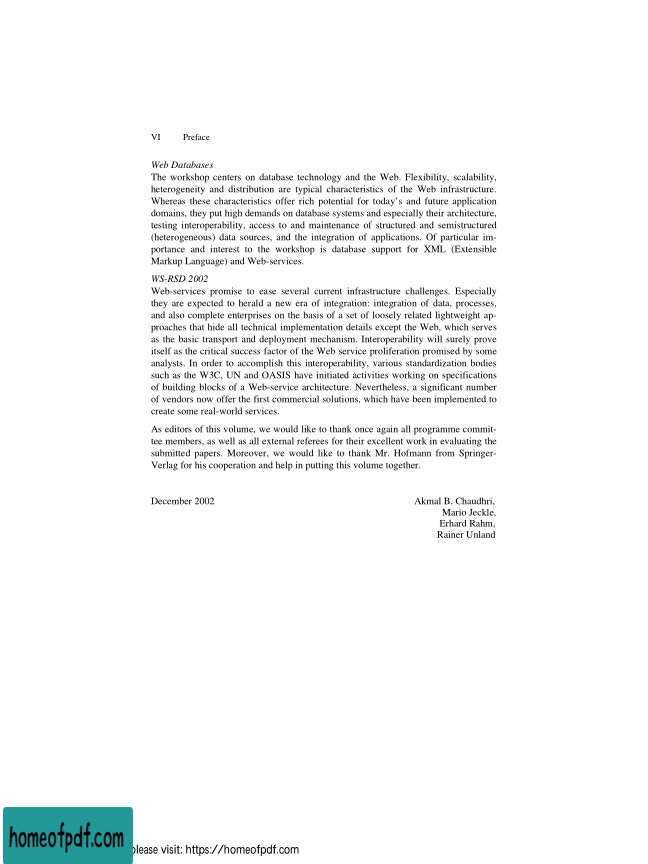 VI Preface
Web Databases
The workshop centers on database technology and the Web. Flexibility, scalability,
heterogeneity and distribution are typical characteristics of the Web infrastructure.
Whereas these characteristics offer rich potential for today's and future application
domains, they put high demands on database systems and especially their architecture,
testing interoperability, access to and maintenance of structured and semistructured
(heterogeneous) data sources, and the integration of applications. Of particular im-
portance and interest to the workshop is database support for XML (Extensible
Markup Language) and Web-services.
WS-RSD 2002
Web-services promise to ease several current infrastructure challenges. Especially
they are expected to herald a new era of integration: integration of data, processes,
and also complete enterprises on the basis of a set of loosely related lightweight ap-
proaches that hide all technical implementation details except the Web, which serves
as the basic transport and deployment mechanism. Interoperability will surely prove
itself as the critical success factor of the Web service proliferation promised by some
analysts. In order to accomplish this interoperability, various standardization bodies
such as the W3C, UN and OASIS have initiated activities working on specifications
of building blocks of a Web-service architecture. Nevertheless, a significant number
of vendors now offer the first commercial solutions, which have been implemented to
create some real-world services.
As editors of this volume, we would like to thank once again all programme commit-
tee members, as well as all external referees for their excellent work in evaluating the
submitted papers. Moreover, we would like to thank Mr. Hofmann from Springer-
Verlag for his cooperation and help in putting this volume together.
December 2002 Akmal B. Chaudhri,
Mario Jeckle,
Erhard Rahm,
Rainer Unland
homeofpdf.com
please visit: https://homeofpdf.com